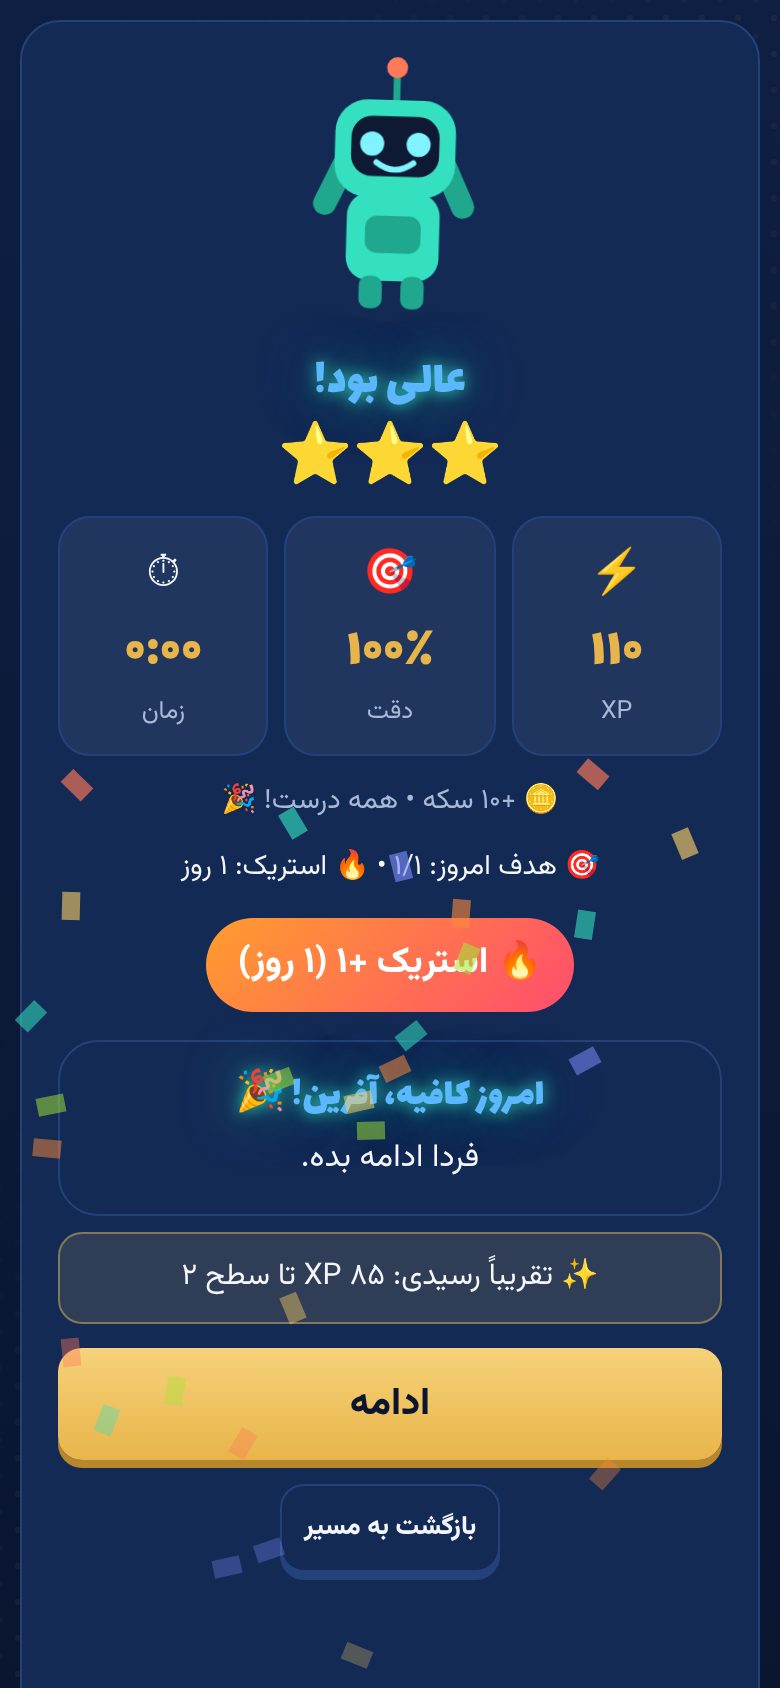 عالی بود!
۱۱۰
XP
۱۰۰٪
دقت
۰:۰۰
زمان
+۱۰ سکه • همه درست!
هدف امروز: ۱/۱ • استریک: ۱ روز
استریک +۱ (۱ روز)
امروز کافیه، آفرین!
فردا ادامه بده.
تقریباً رسیدی: ۸۵ XP تا سطح ۲
ادامه
بازگشت به مسیر